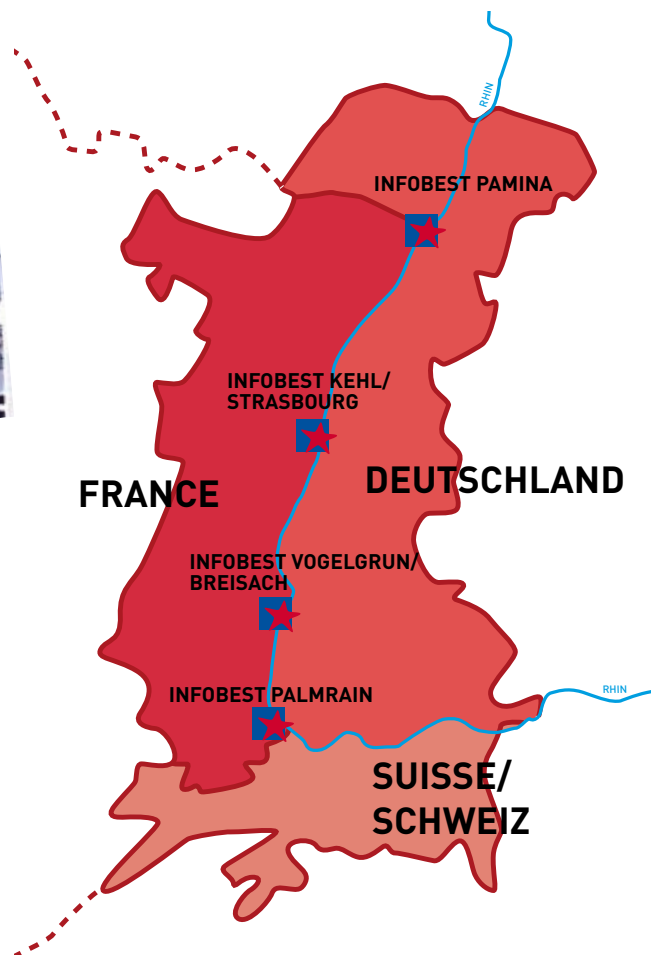 RHIN
INFOBEST PAMINA
INFOBEST KEHL/
STRASBOURG
FRANCE
DEUTSCHLAND
INFOBEST VOGELGRUN/
BREISACH
INFOBEST PALMRAIN
RHIN
SUISSE/
SCHWEIZ